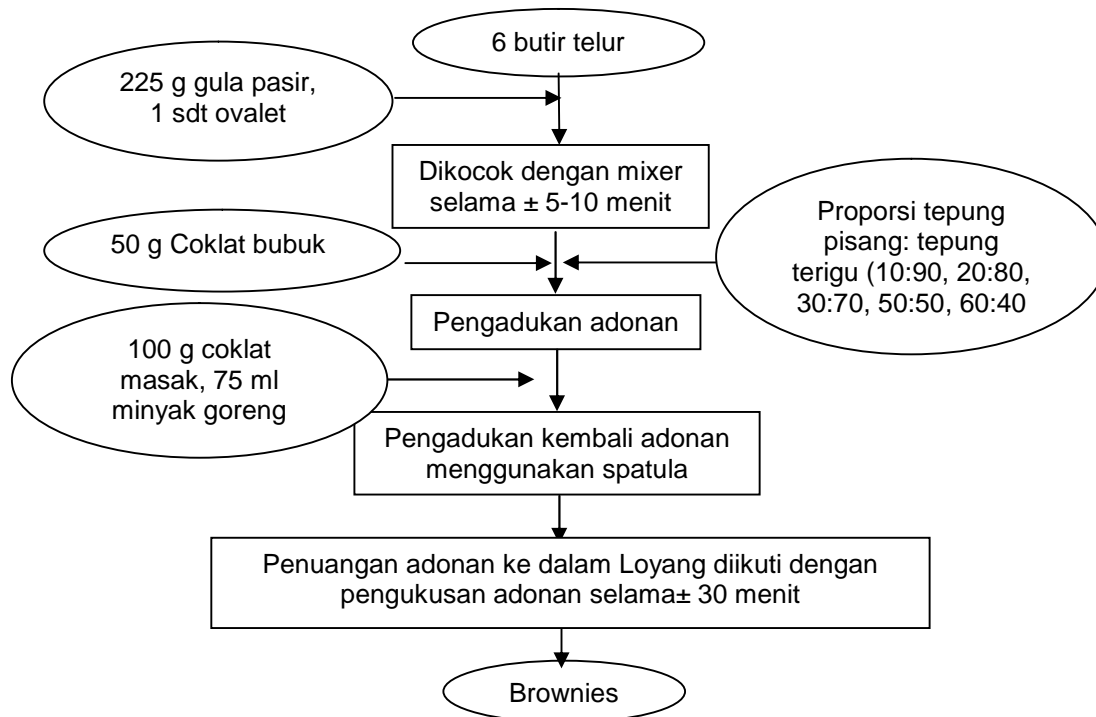 6 butir telur
225 g gula pasir,
1 sdt ovalet
Dikocok dengan mixer
selama ± 5-10 menit
50 g Coklat bubuk
Proporsi tepung
pisang: tepung
terigu (10:90, 20:80,
30:70, 50:50, 60:40
Pengadukan adonan
100 g coklat
masak, 75 ml
minyak goreng
Pengadukan kembali adonan
menggunakan spatula
Penuangan adonan ke dalam Loyang diikuti dengan
pengukusan adonan selama± 30 menit
Brownies